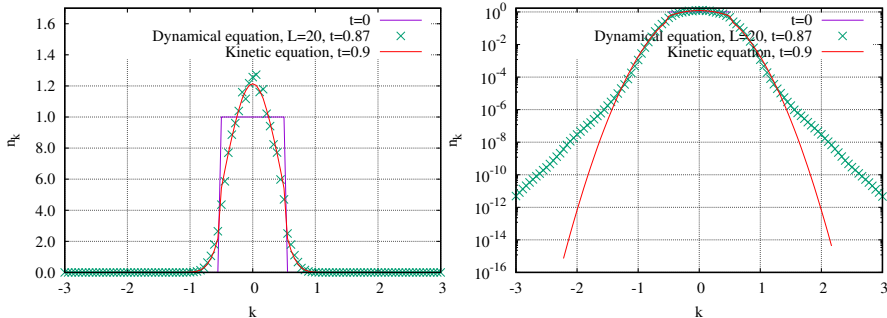 1.6
1.4
1.2
1.0
8.0
6.0
4.0
2.0
0.0
n_k
-3 -2 -1 0 1 2 3
k
t=0
Dynamical equation, L=20, t=0.87
Kinetic equation, t=0.9
10^0
10^-2
10^-4
10^-6
10^-8
10^-10
10^-12
10^-14
10^-16
n_k
-3 -2 -1 0 1 2 3
k
t=0
Dynamical equation, L=20, t=0.87
Kinetic equation, t=0.9